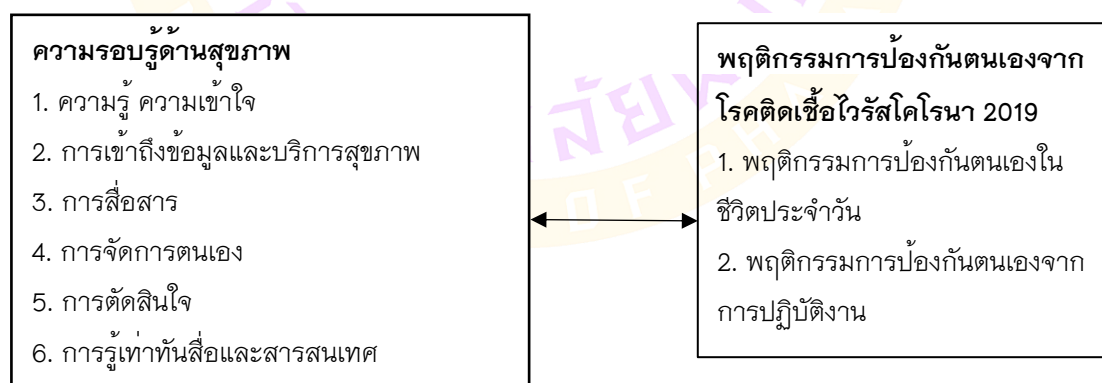 ความรอบรู้ด้านสุขภาพ
1. ความรู้ ความเข้าใจ
2. การเข้าถึงข้อมูลและบริการสุขภาพ
3. การสื่อสาร
4. การจัดการตนเอง
5. การตัดสินใจ
6. การรู้เท่าทันสื่อและสารสนเทศ
พฤติกรรมการป้องกันตนเองจาก
โรคติดเชื้อไวรัสโคโรนา 2019
1. พฤติกรรมการป้องกันตนเองใน
ชีวิตประจำวัน
2. พฤติกรรมการป้องกันตนเองจาก
การปฏิบัติงาน